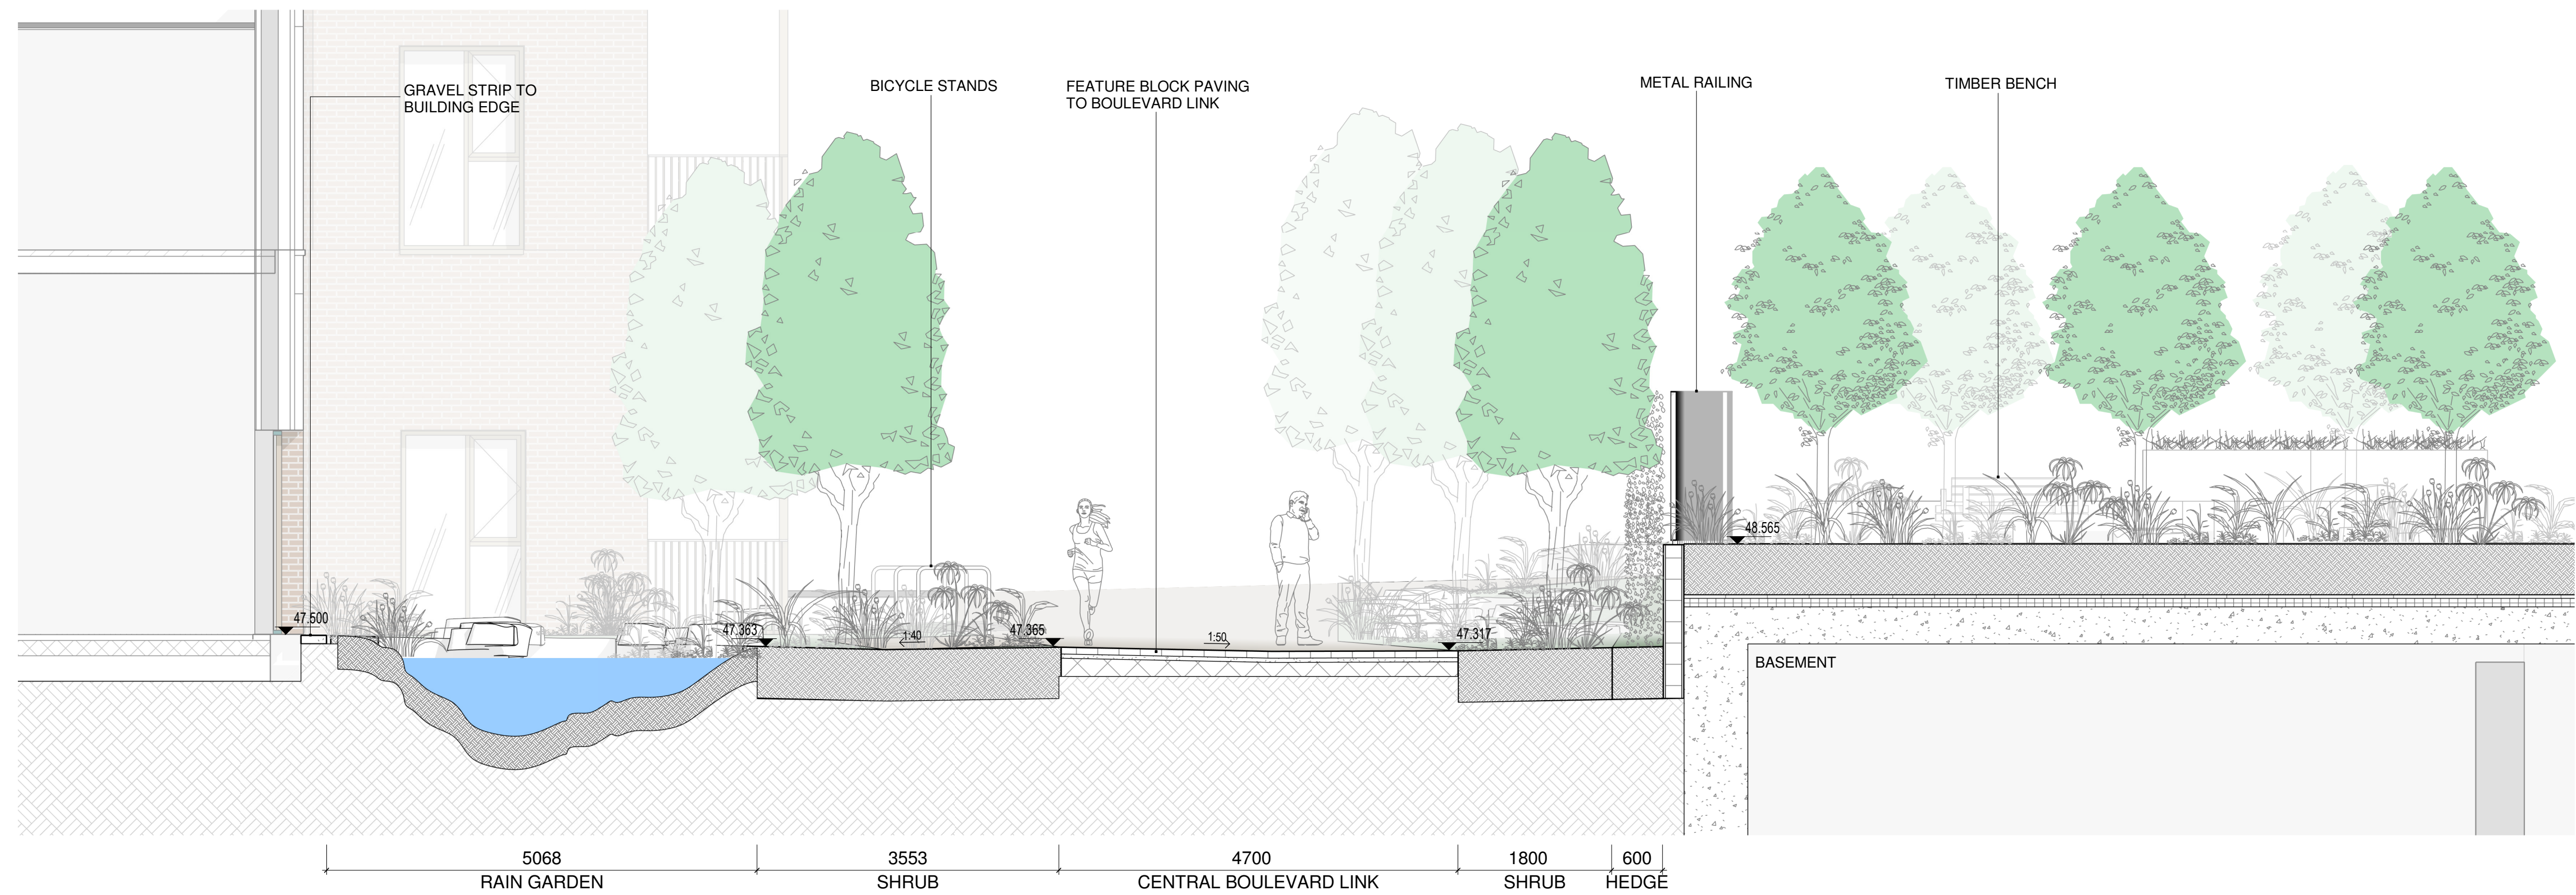 GRAVEL STRIP TO
BUILDING EDGE
BICYCLE STANDS
FEATURE BLOCK PAVING
TO BOULEVARD LINK
METAL RAILING
TIMBER BENCH
48.565
47.500
47.363
1:40
47.365
1:50
47.317
BASEMENT
5068
3553
4700
1800
600
RAIN GARDEN
SHRUB
CENTRAL BOULEVARD LINK
SHRUB
HEDGE